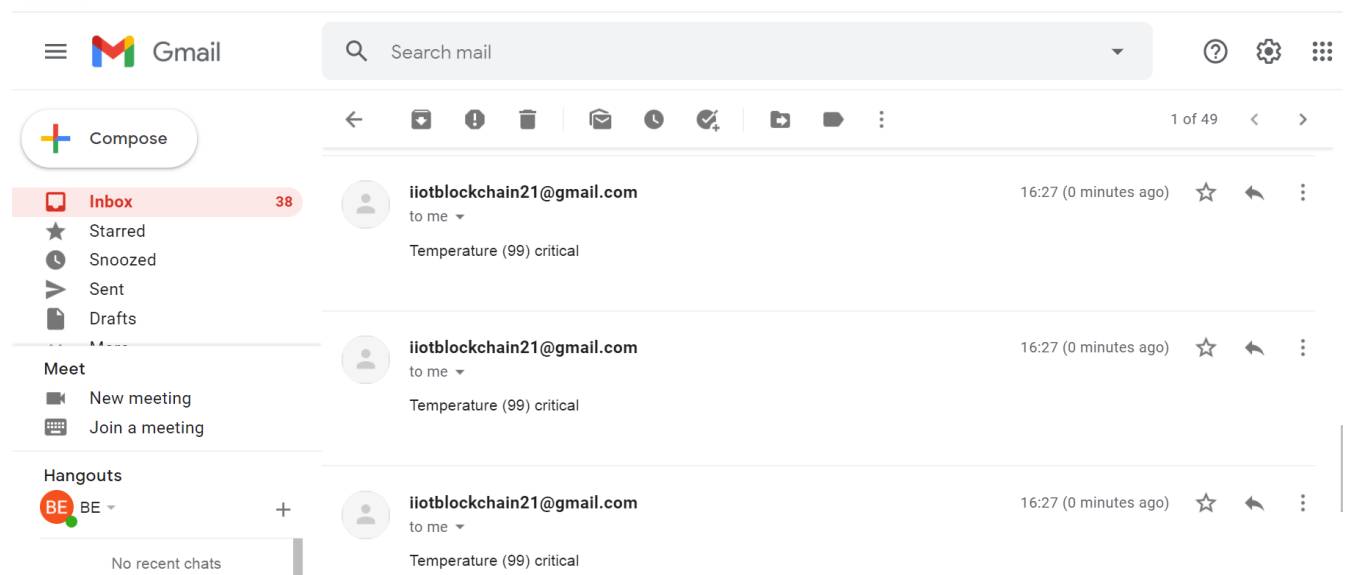 Gmail
Search mail
Compose
1 of 49
Inbox 38
Starred
Snoozed
Sent
Drafts
More
Meet
New meeting
Join a meeting
Hangouts
BE BE
No recent chats
iiotblockchain21@gmail.com 16:27 (0 minutes ago)
to me
Temperature (99) critical
iiotblockchain21@gmail.com 16:27 (0 minutes ago)
to me
Temperature (99) critical
iiotblockchain21@gmail.com 16:27 (0 minutes ago)
to me
Temperature (99) critical